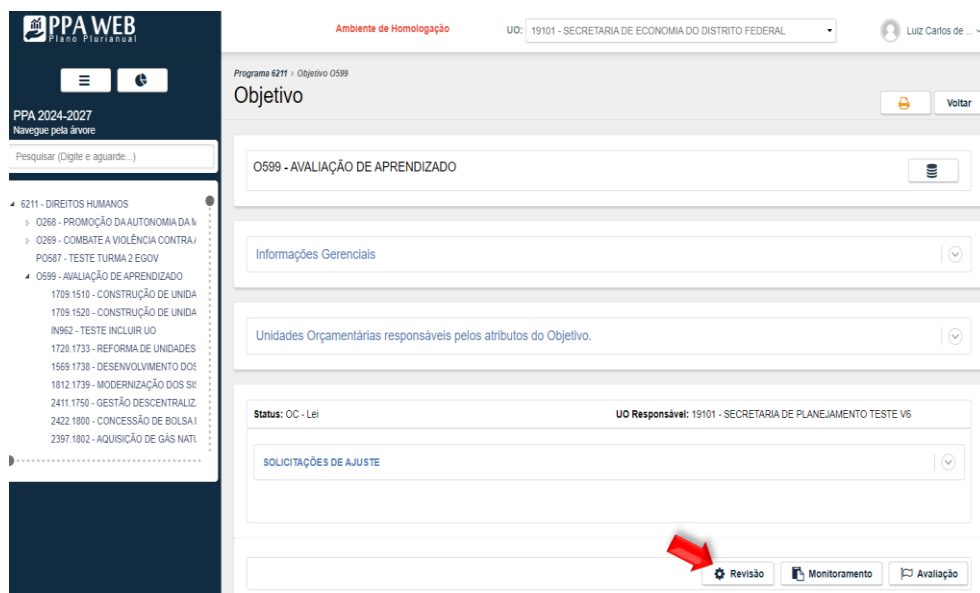 PPA WEB
Plano Plurianual
Ambiente de Homologação
UO: 19101 - SECRETARIA DE ECONOMIA DO DISTRITO FEDERAL
Luiz Carlos de ...
PPA 2024-2027
Navegue pela árvore
Pesquisar (Digite e aguarde...)
6211 - DIREITOS HUMANOS
O268 - PROMOÇÃO DA AUTONOMIA DA M
O269 - COMBATE A VIOLÊNCIA CONTRA
PO587 - TESTE TURMA 2 EGOV
O599 - AVALIAÇÃO DE APRENDIZADO
1709.1510 - CONSTRUÇÃO DE UNIDA
1709.1520 - CONSTRUÇÃO DE UNIDA
IN962 - TESTE INCLUIR UO
1720.1733 - REFORMA DE UNIDADES
1569.1738 - DESENVOLVIMENTO DOS
1812.1739 - MODERNIZAÇÃO DOS SI
2411.1750 - GESTÃO DESCENTRALIZ
2422.1800 - CONCESSÃO DE BOLSA
2397.1802 - AQUISIÇÃO DE GÁS NATU
Programa 6211 > Objetivo O599
Objetivo
Voltar
O599 - AVALIAÇÃO DE APRENDIZADO
Informações Gerenciais
Unidades Orçamentárias responsáveis pelos atributos do Objetivo.
Status: OC - Lei
UO Responsável: 19101 - SECRETARIA DE PLANEJAMENTO TESTE V6
SOLICITAÇÕES DE AJUSTE
Revisão
Monitoramento
Avaliação